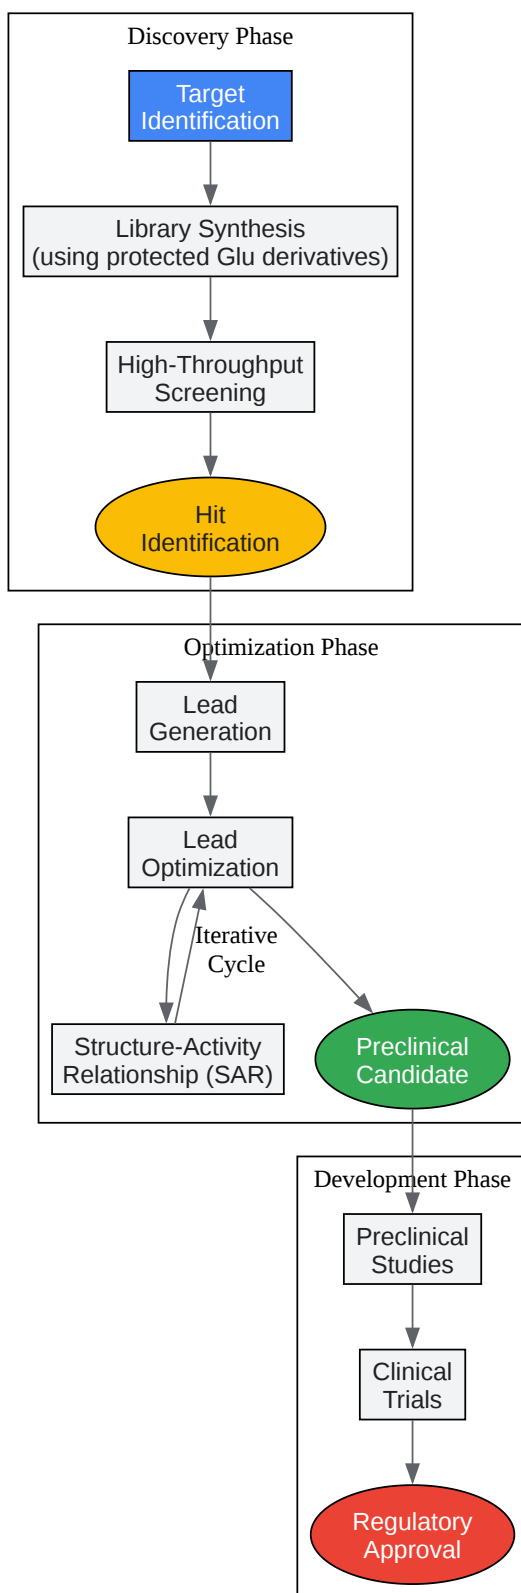 Discovery Phase
Target
Identification
Library Synthesis
(using protected Glu derivatives)
High-Throughput
Screening
Hit
Identification
Optimization Phase
Lead
Generation
Lead
Optimization
Iterative
Cycle
Structure-Activity
Relationship (SAR)
Preclinical
Candidate
Development Phase
Preclinical
Studies
Clinical
Trials
Regulatory
Approval